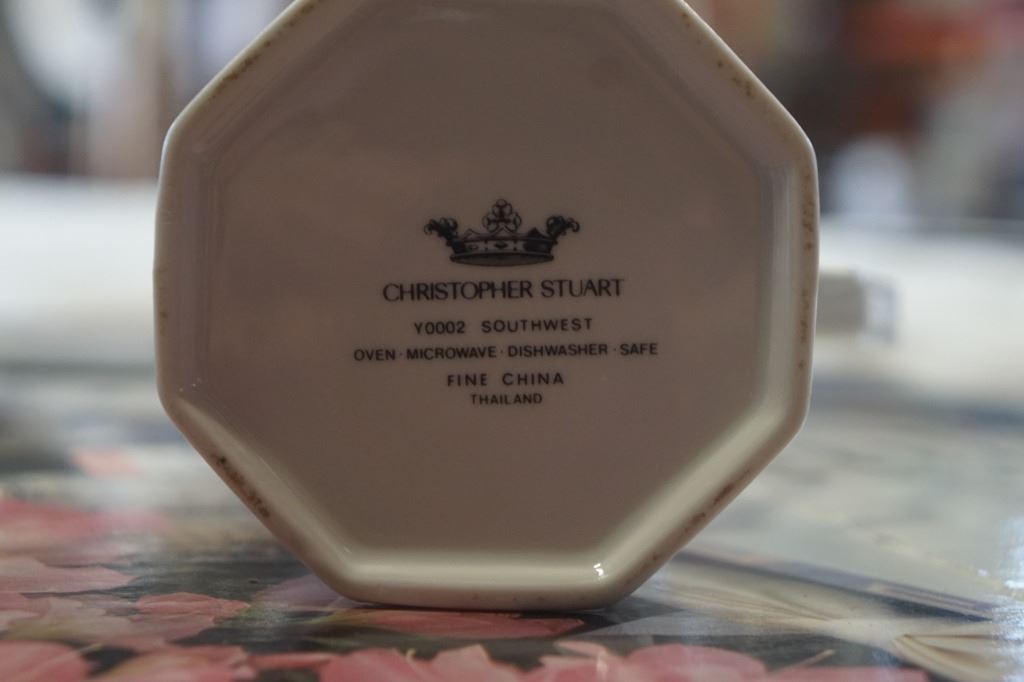 CHRISTOPHER STUART
Y0002 SOUTHWEST
OVEN · MICROWAVE · DISHWASHER · SAFE
FINE CHINA
THAILAND